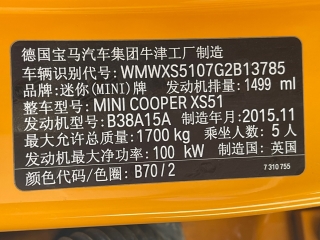 德国宝马汽车集团牛津工厂制造
车辆识别代号: WMWXS5107G2B13785
品牌: 迷你(MINI)牌 发动机排量: 1499 ml
整车型号: MINI COOPER XS51
发动机型号: B38A15A 制造年月: 2015.11
最大允许总质量: 1700 kg 乘坐人数: 5 人
发动机最大净功率: 100 kW 制造国: 英国
颜色代码/色圈: B70/2 7 310 755